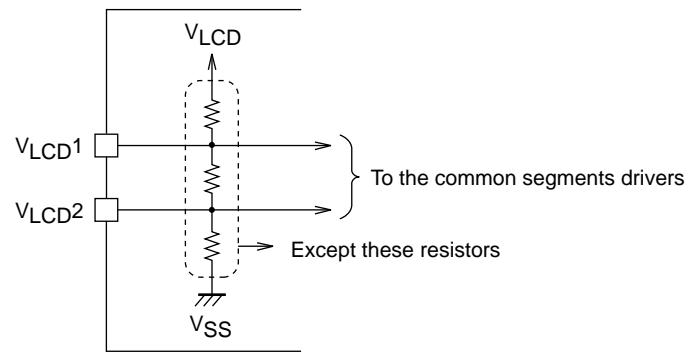 VLCD
VLCD1
To the common segments drivers
VLCD2
Except these resistors
VSS